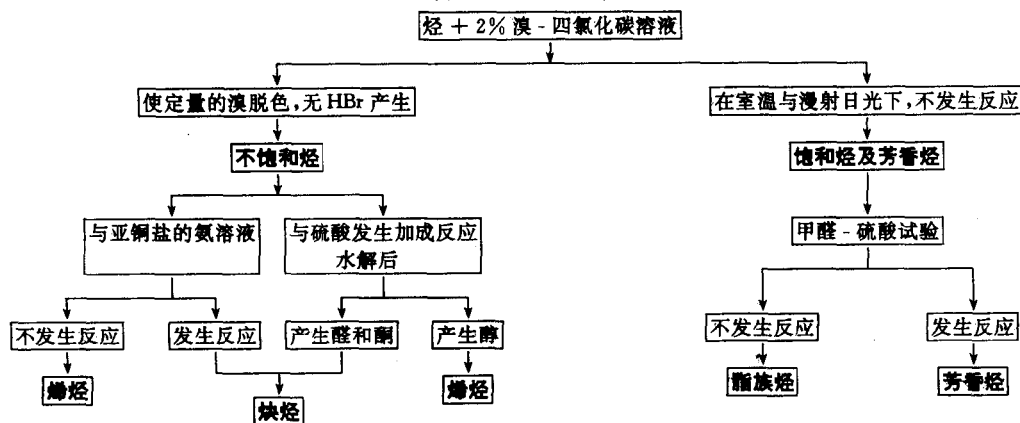 烃 + 2% 溴 - 四氯化碳溶液
使定量的溴脱色,无 HBr 产生
在室温与漫射日光下,不发生反应
不饱和烃
饱和烃及芳香烃
与亚铜盐的氨溶液
与硫酸发生加成反应
水解后
甲醛 - 硫酸试验
不发生反应
发生反应
产生醛和酮
产生醇
不发生反应
发生反应
烯烃
炔烃
烯烃
脂族烃
芳香烃